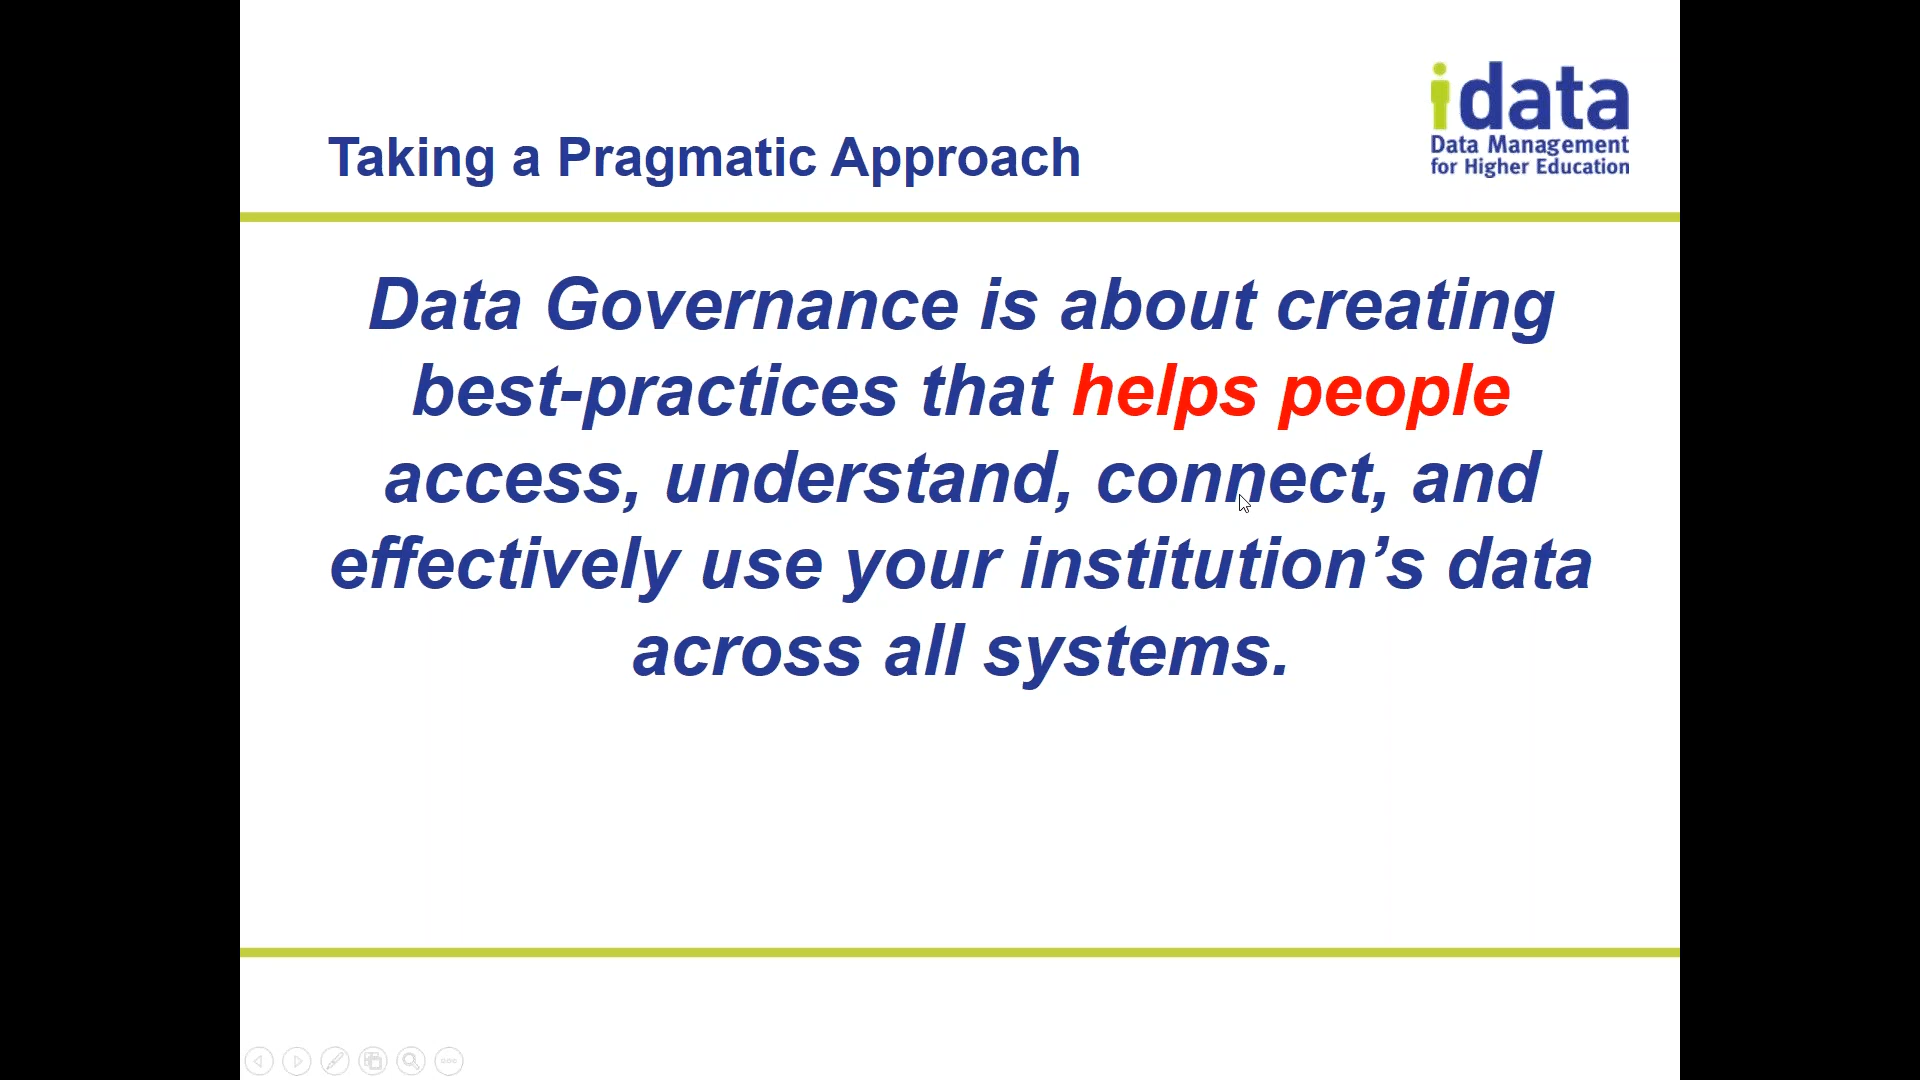 idata
Data Management
for Higher Education
Taking a Pragmatic Approach
Data Governance is about creating
best-practices that helps people
access, understand, connect, and
effectively use your institution’s data
across all systems.